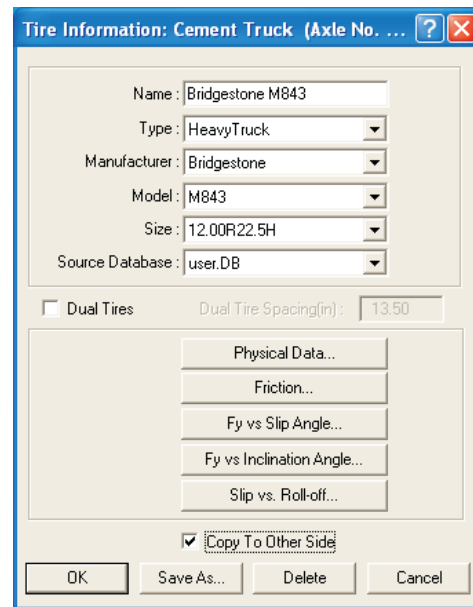 Tire Information: Cement Truck (Axle No. ...
Name : Bridgestone M843
Type : HeavyTruck
Manufacturer : Bridgestone
Model : M843
Size : 12.00R22.5H
Source Database : user.DB
Dual Tires Dual Tire Spacing(in) : 13.50
Physical Data...
Friction...
Fy vs Slip Angle...
Fy vs Inclination Angle...
Slip vs. Roll-off...
Copy To Other Side
OK Save As... Delete Cancel